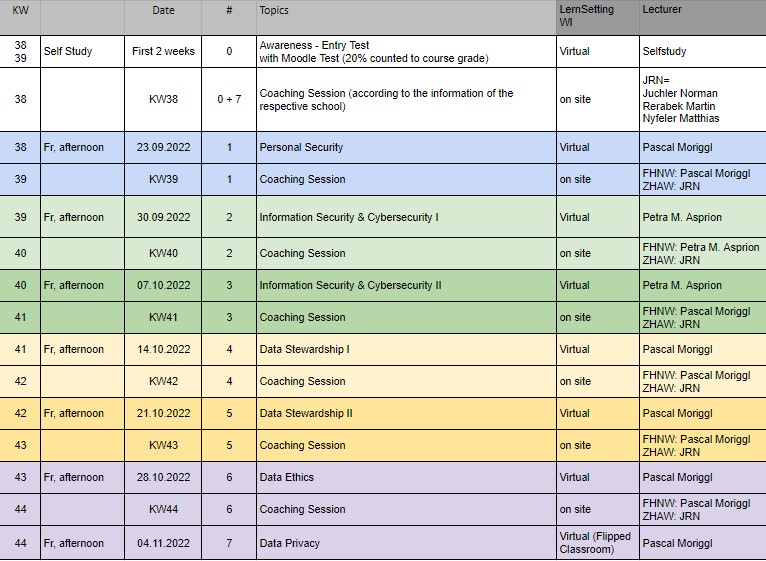 KW Date # Topics LernSetting WI Lecturer
38 39 Self Study First 2 weeks 0 Awareness - Entry Test with Moodle Test (20% counted to course grade) Virtual Selfstudy
38 KW38 0 + 7 Coaching Session (according to the information of the respective school) on site JRN= Juchler Norman Rerabek Martin Nyfeler Matthias
38 Fr, afternoon 23.09.2022 1 Personal Security Virtual Pascal Moriggl
39 KW39 1 Coaching Session on site FHNW: Pascal Moriggl ZHAW: JRN
39 Fr, afternoon 30.09.2022 2 Information Security & Cybersecurity I Virtual Petra M. Asprion
40 KW40 2 Coaching Session on site FHNW: Petra M. Asprion ZHAW: JRN
40 Fr, afternoon 07.10.2022 3 Information Security & Cybersecurity II Virtual Petra M. Asprion
41 KW41 3 Coaching Session on site FHNW: Pascal Moriggl ZHAW: JRN
41 Fr, afternoon 14.10.2022 4 Data Stewardship I Virtual Pascal Moriggl
42 KW42 4 Coaching Session on site FHNW: Pascal Moriggl ZHAW: JRN
42 Fr, afternoon 21.10.2022 5 Data Stewardship II Virtual Pascal Moriggl
43 KW43 5 Coaching Session on site FHNW: Pascal Moriggl ZHAW: JRN
43 Fr, afternoon 28.10.2022 6 Data Ethics Virtual Pascal Moriggl
44 KW44 6 Coaching Session on site FHNW: Pascal Moriggl ZHAW: JRN
44 Fr, afternoon 04.11.2022 7 Data Privacy Virtual (Flipped Classroom) Pascal Moriggl